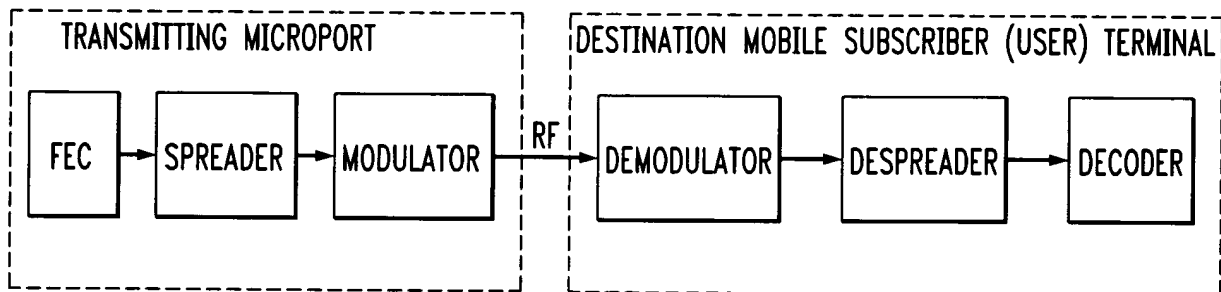 TRANSMITTING MICROPORT
DESTINATION MOBILE SUBSCRIBER (USER) TERMINAL
FEC
SPREADER
MODULATOR
RF
DEMODULATOR
DESPREADER
DECODER